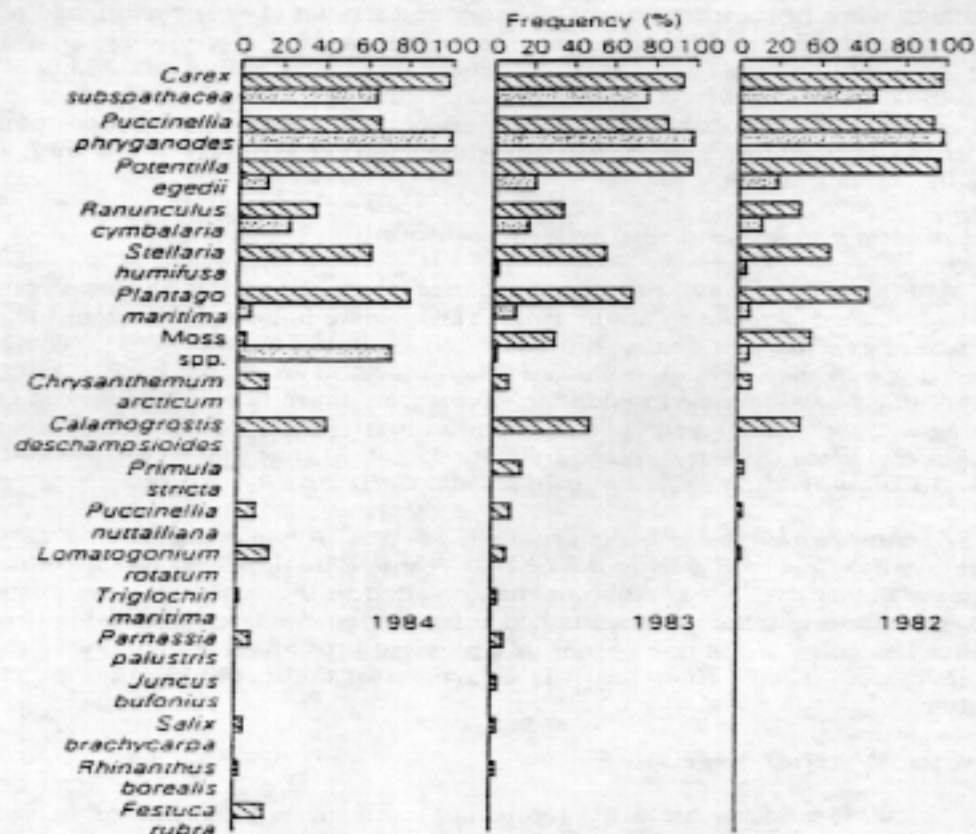 Frequency (%)
0 20 40 60 80 100 0 20 40 60 80 100 0 20 40 60 80 100
Carex
subspathacea
Puccinellia
phryganodes
Potentilla
egedii
Ranunculus
cymbalaria
Stellaria
humifusa
Plantago
maritima
Moss
spp.
Chrysanthemum
arcticum
Calamogrostis
deschampsioides
Primula
stricta
Puccinellia
nuttalliana
Lomatogonium
rotatum
Triglochin
maritima 1984 1983 1982
Parnassia
palustris
Juncus
bufonius
Salix
brachycarpa
Rhinanthus
borealis
Festuca
rubra